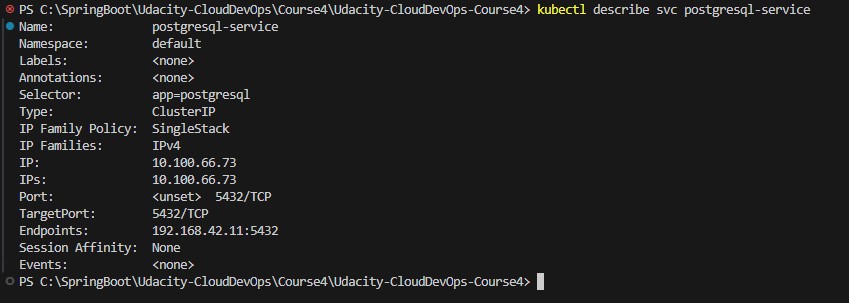 PS C:\SpringBoot\Udacity-CloudDevOps\Course4\Udacity-CloudDevOps-Course4> kubectl describe svc postgresql-service
Name:              postgresql-service
Namespace:         default
Labels:            <none>
Annotations:       <none>
Selector:          app=postgresql
Type:              ClusterIP
IP Family Policy:  SingleStack
IP Families:       IPv4
IP:                10.100.66.73
IPs:               10.100.66.73
Port:              <unset>  5432/TCP
TargetPort:        5432/TCP
Endpoints:         192.168.42.11:5432
Session Affinity:  None
Events:            <none>
PS C:\SpringBoot\Udacity-CloudDevOps\Course4\Udacity-CloudDevOps-Course4>